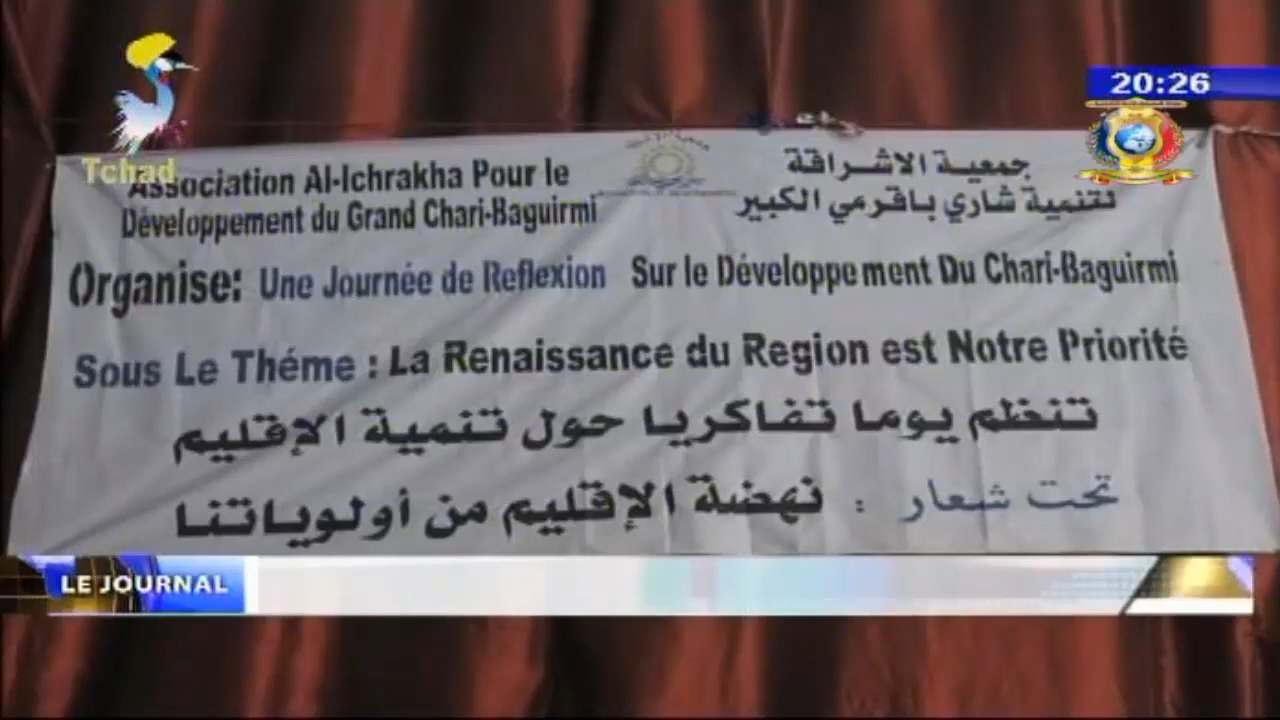 20:26
Tchad
Association Al-Ichrakha Pour le
Développement du Grand Chari-Baguirmi
جمعية الاشراقة
لتنمية شاري باقرمي الكبير
Organise: Une Journée de Reflexion Sur le Développement Du Chari-Baguirmi
Sous Le Théme : La Renaissance du Region est Notre Priorité
تنظم يوما تفاكريا حول تنمية الإقليم
تحت شعار : نهضة الإقليم من أولوياتنا
LE JOURNAL